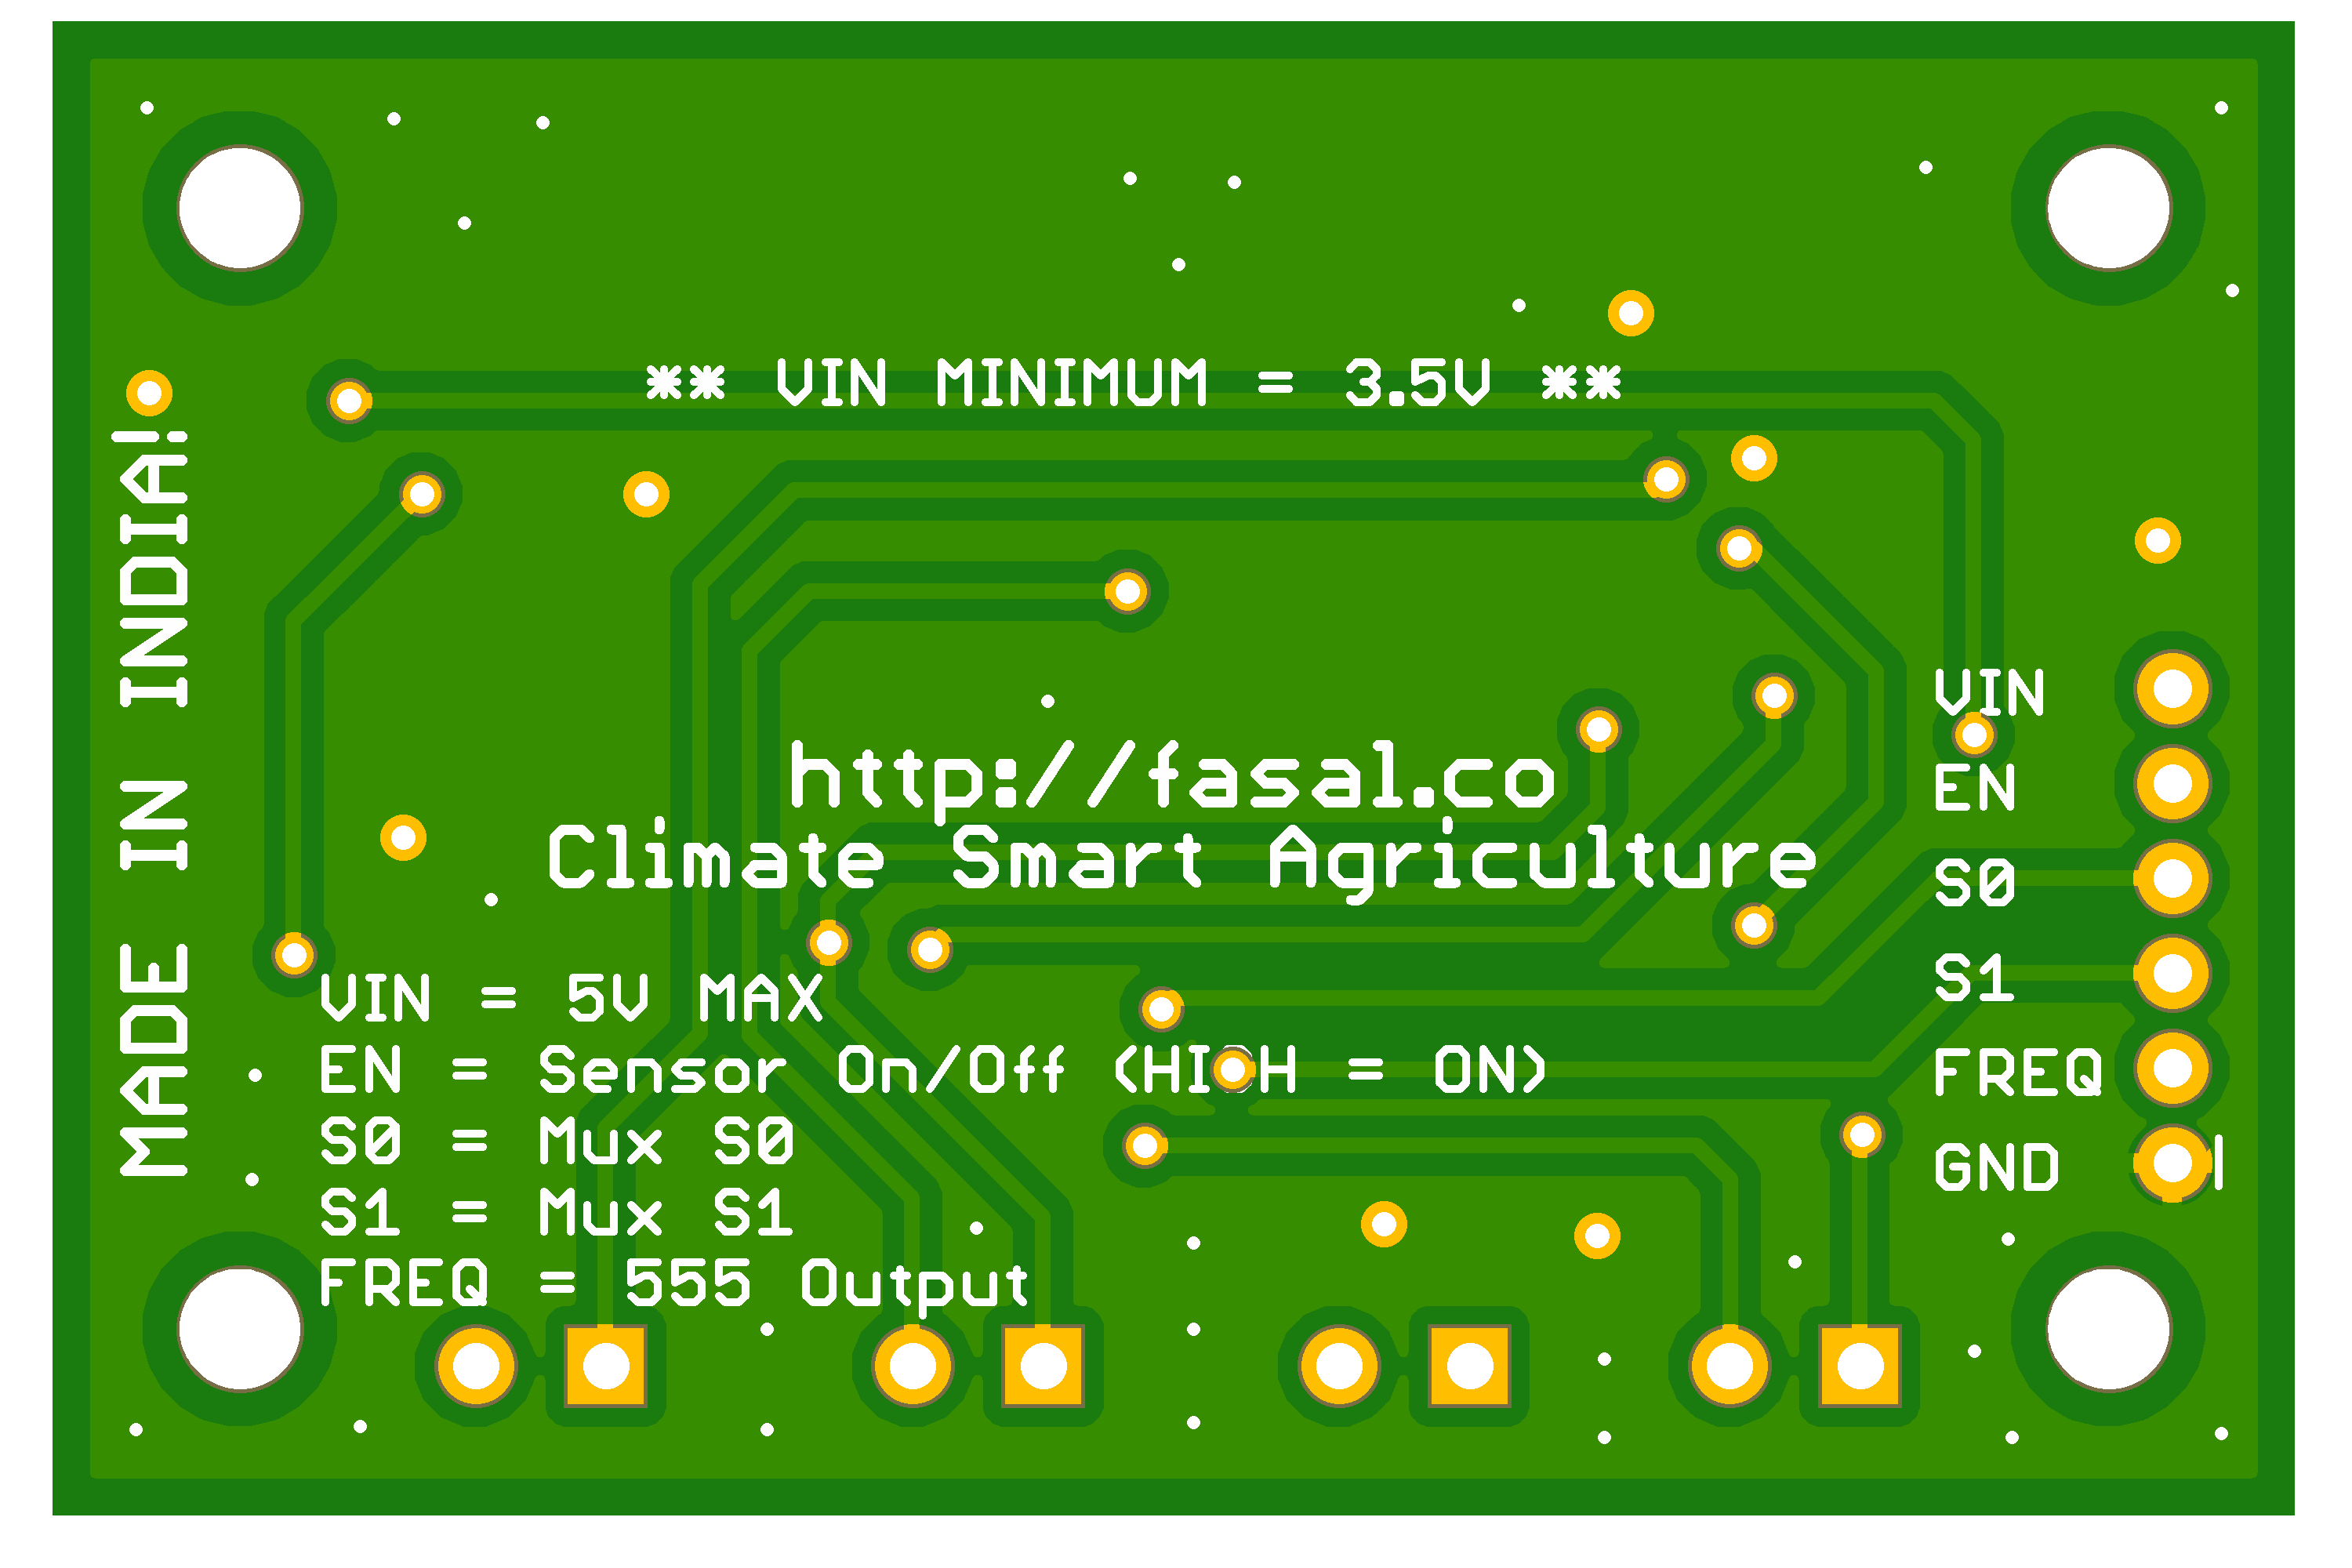 ** VIN MINIMUM = 3.5V **
MADE IN INDIA!
http://fasal.co
Climate Smart Agriculture
VIN = 5V MAX
EN = Sensor On/Off (HIGH = ON)
S0 = Mux S0
S1 = Mux S1
FREQ = 555 Output
VIN
EN
S0
S1
FREQ
GND